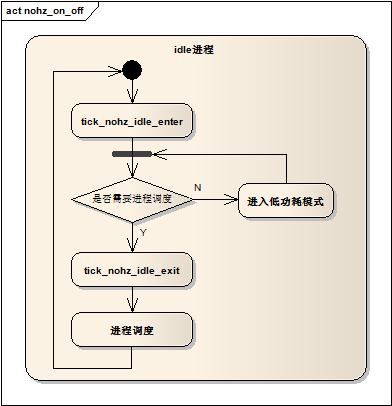 act nohz_on_off
idle进程
tick_nohz_idle_enter
是否需要进程调度
N
进入低功耗模式
Y
tick_nohz_idle_exit
进程调度